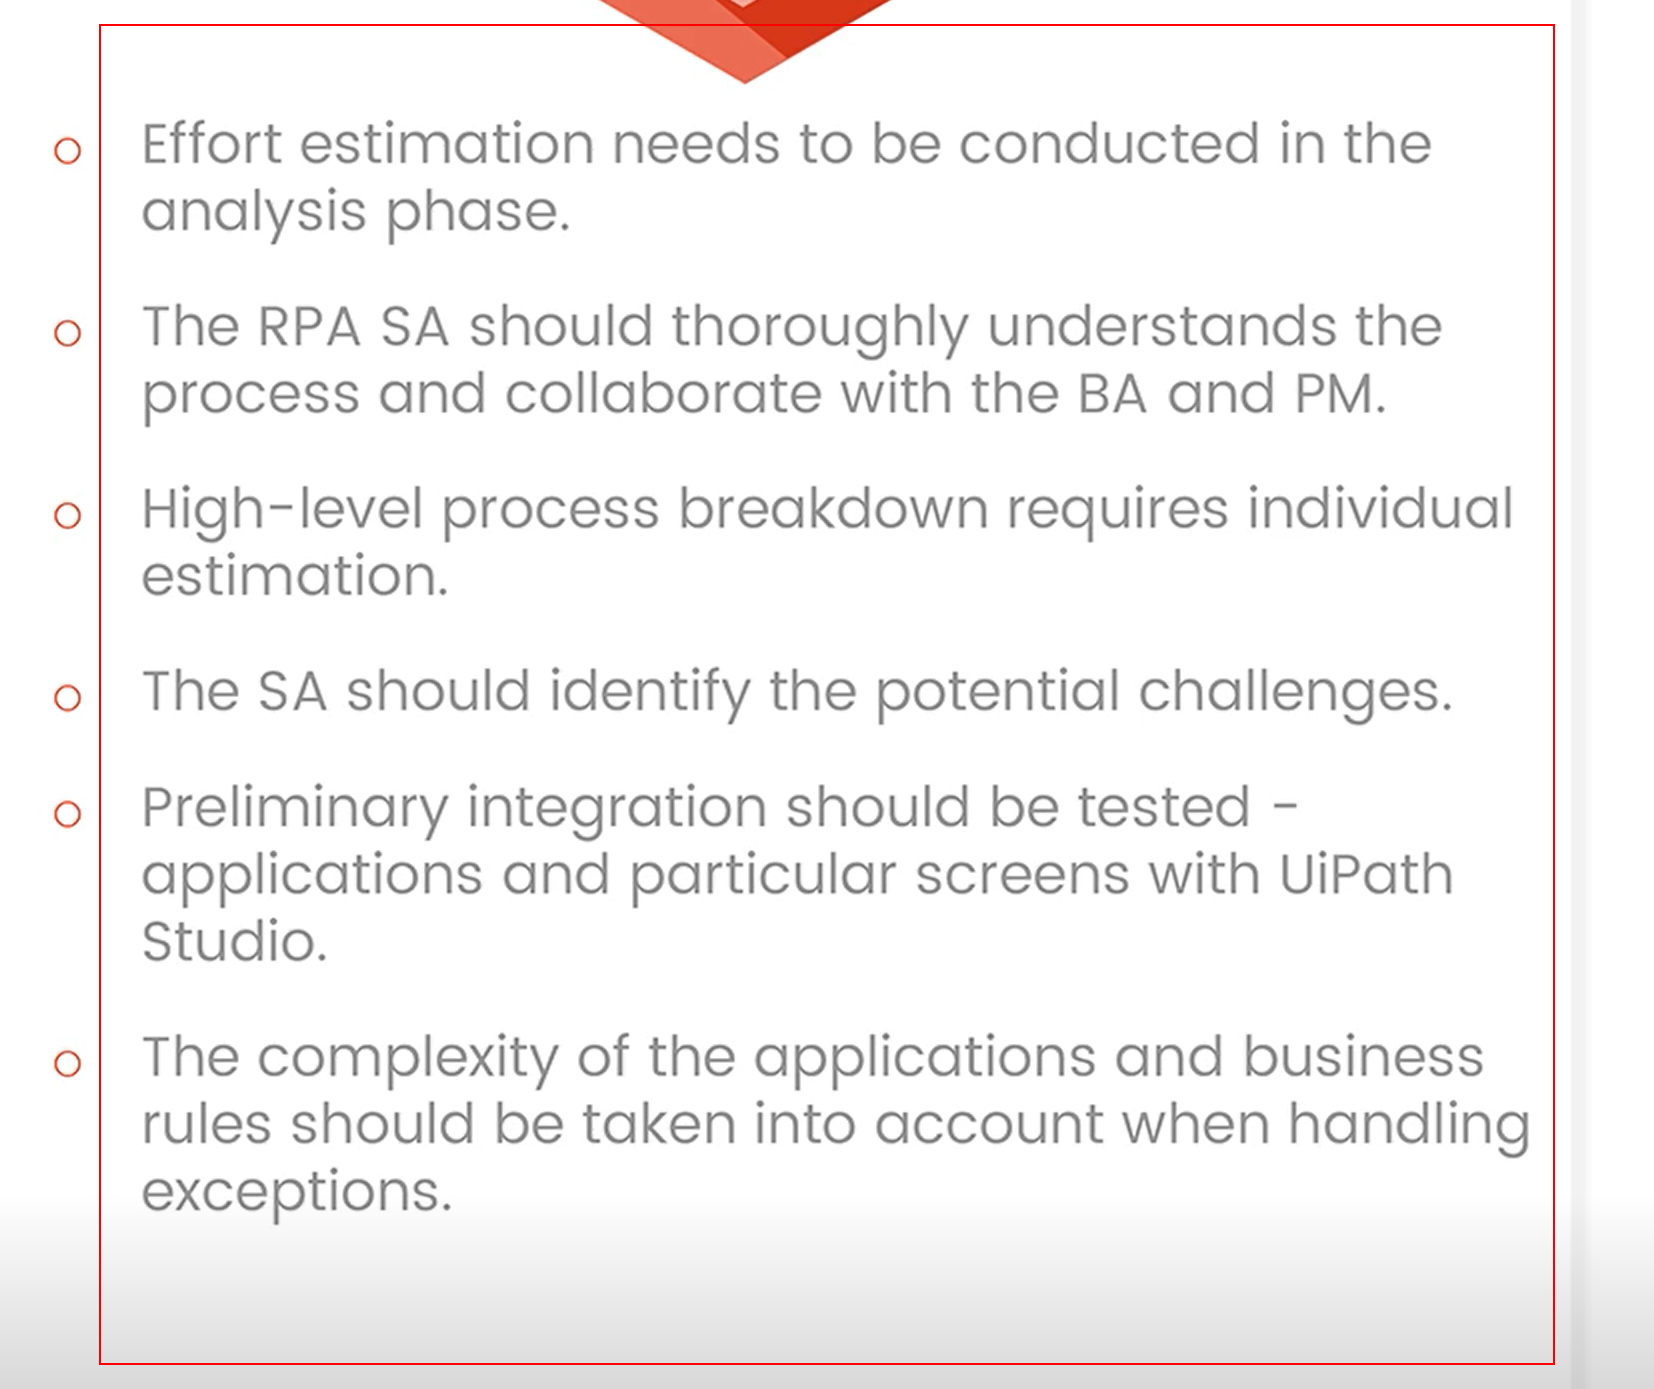 Effort estimation needs to be conducted in the
analysis phase.
The RPA SA should thoroughly understands the
process and collaborate with the BA and PM.
High-level process breakdown requires individual
estimation.
The SA should identify the potential challenges.
Preliminary integration should be tested -
applications and particular screens with UiPath
Studio.
The complexity of the applications and business
rules should be taken into account when handling
exceptions.